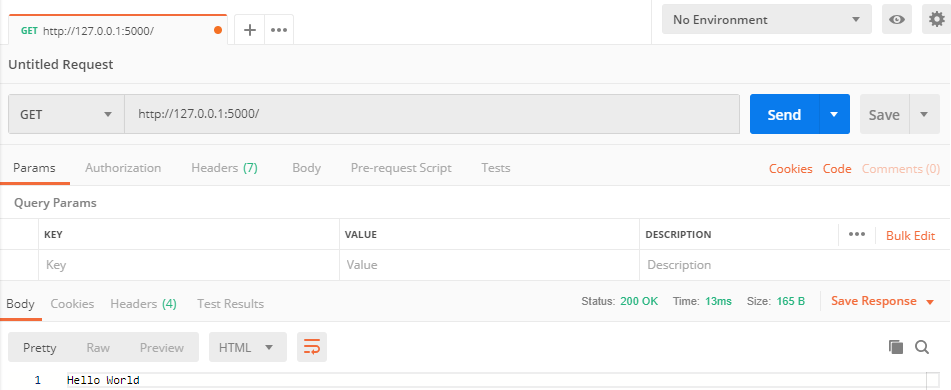 GET http://127.0.0.1:5000/
No Environment
Untitled Request
GET http://127.0.0.1:5000/ Send Save
Params Authorization Headers (7) Body Pre-request Script Tests Cookies Code Comments (0)
Query Params
KEY VALUE DESCRIPTION ••• Bulk Edit
Key Value Description
Body Cookies Headers (4) Test Results Status: 200 OK Time: 13ms Size: 165 B Save Response
Pretty Raw Preview HTML
1 Hello World